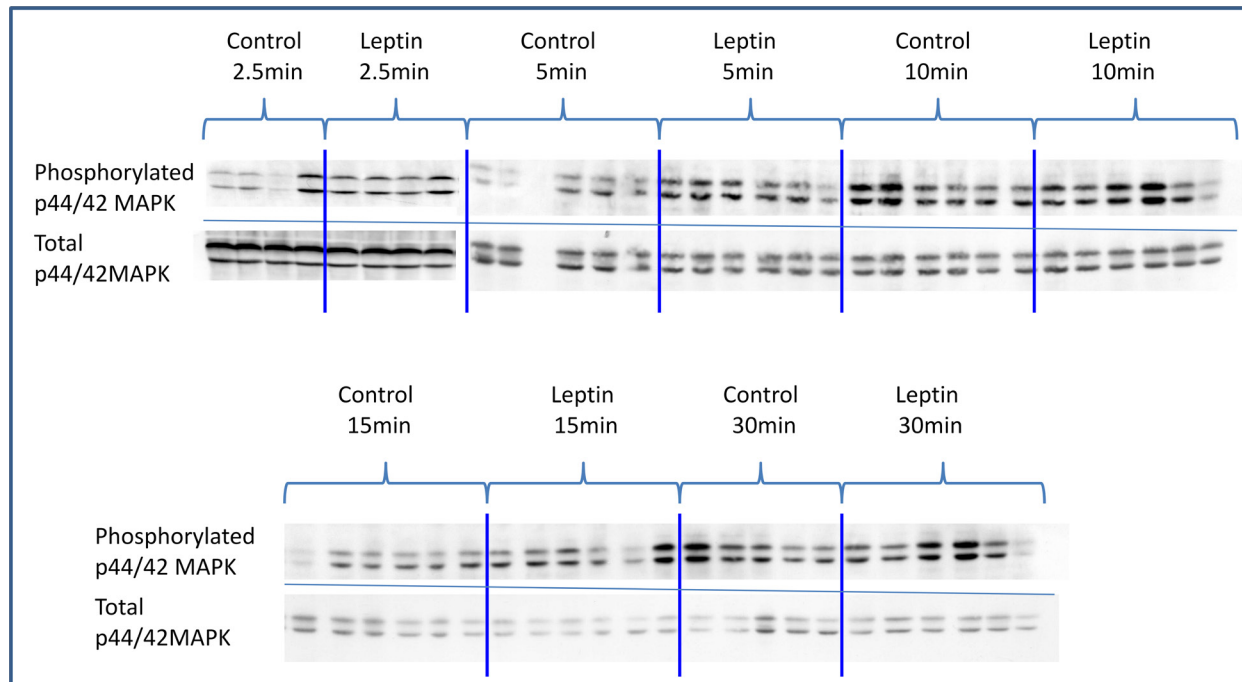 Control Leptin Control Leptin Control Leptin
2.5min 2.5min 5min 5min 10min 10min
Phosphorylated
p44/42 MAPK
Total
p44/42MAPK
Control Leptin Control Leptin
15min 15min 30min 30min
Phosphorylated
p44/42 MAPK
Total
p44/42MAPK